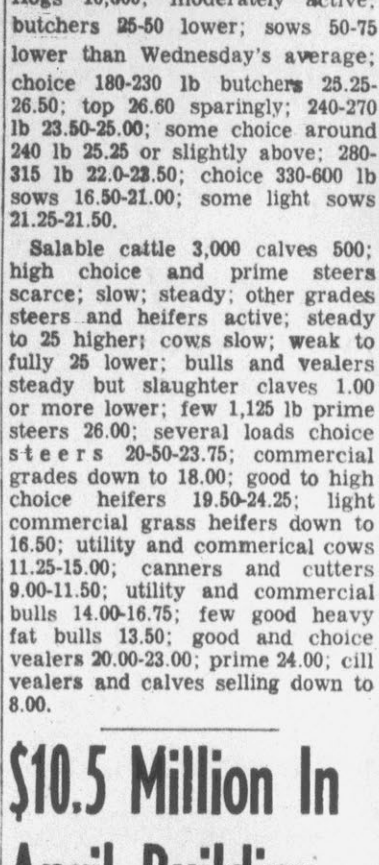 butchers 25-50 lower; sows 50-75
lower than Wednesday's average;
choice 180-230 lb butchers 25.25-
26.50; top 26.60 sparingly; 240-270
lb 23.50-25.00; some choice around
240 lb 25.25 or slightly above; 280-
315 lb 22.0-23.50; choice 330-600 lb
sows 16.50-21.00; some light sows
21.25-21.50.
Salable cattle 3,000 calves 500;
high choice and prime steers
scarce; slow; steady; other grades
steers and heifers active; steady
to 25 higher; cows slow; weak to
fully 25 lower; bulls and vealers
steady but slaughter claves 1.00
or more lower; few 1,125 lb prime
steers 26.00; several loads choice
steers 20-50-23.75; commercial
grades down to 18.00; good to high
choice heifers 19.50-24.25; light
commercial grass heifers down to
16.50; utility and commerical cows
11.25-15.00; canners and cutters
9.00-11.50; utility and commercial
bulls 14.00-16.75; few good heavy
fat bulls 13.50; good and choice
vealers 20.00-23.00; prime 24.00; cill
vealers and calves selling down to
8.00.
$10.5 Million In